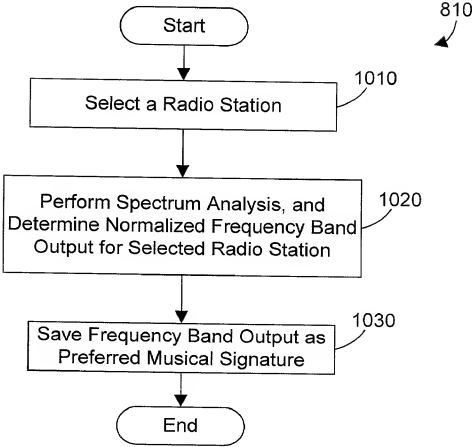 810
Start
1010
Select a Radio Station
1020
Perform Spectrum Analysis, and
Determine Normalized Frequency Band
Output for Selected Radio Station
1030
Save Frequency Band Output as
Preferred Musical Signature
End